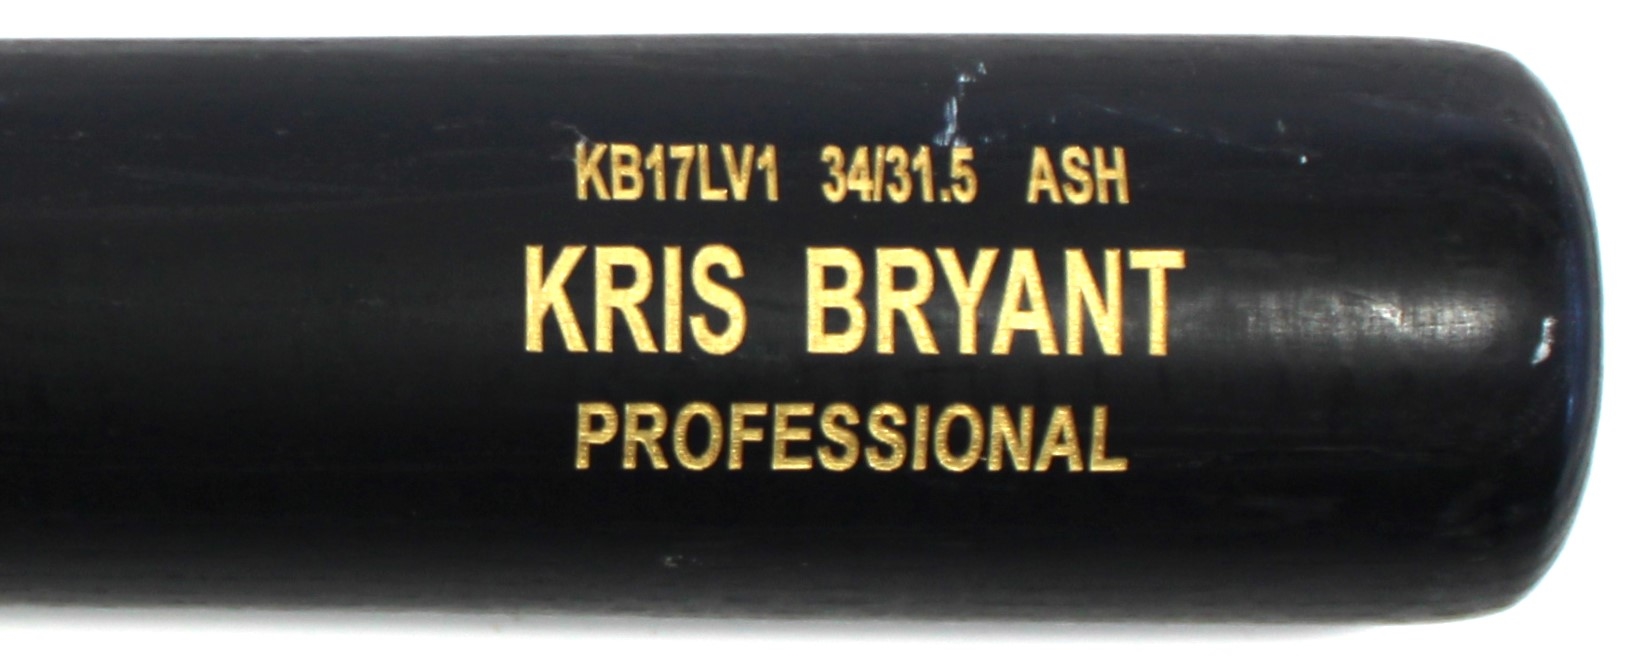 KB17LV1 34/31.5 ASH
KRIS BRYANT
PROFESSIONAL